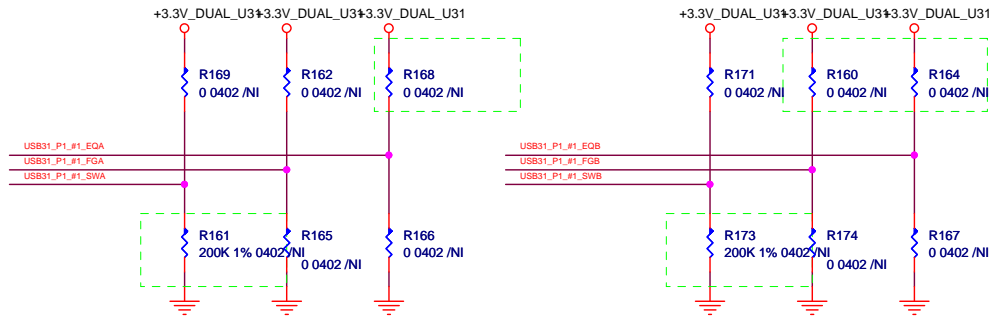 +3.3V_DUAL_U31 +3.3V_DUAL_U31 +3.3V_DUAL_U31
+3.3V_DUAL_U31 +3.3V_DUAL_U31 +3.3V_DUAL_U31
R169
0 0402 /NI
R162
0 0402 /NI
R168
0 0402 /NI
R171
0 0402 /NI
R160
0 0402 /NI
R164
0 0402 /NI
USB31_P1_#1_EQA
USB31_P1_#1_FGA
USB31_P1_#1_SWA
USB31_P1_#1_EQB
USB31_P1_#1_FGB
USB31_P1_#1_SWB
R161
200K 1% 0402 /NI
R165
0 0402 /NI
R166
0 0402 /NI
R173
200K 1% 0402 /NI
R174
0 0402 /NI
R167
0 0402 /NI